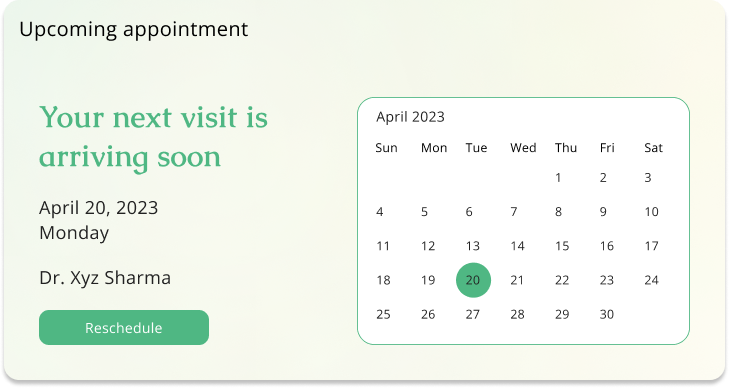 Upcoming appointment
Your next visit is
arriving soon
April 20, 2023
Monday
Dr. Xyz Sharma
Reschedule
April 2023
Sun Mon Tue Wed Thu Fri Sat
1 2 3
4 5 6 7 8 9 10
11 12 13 14 15 16 17
18 19 20 21 22 23 24
25 26 27 28 29 30